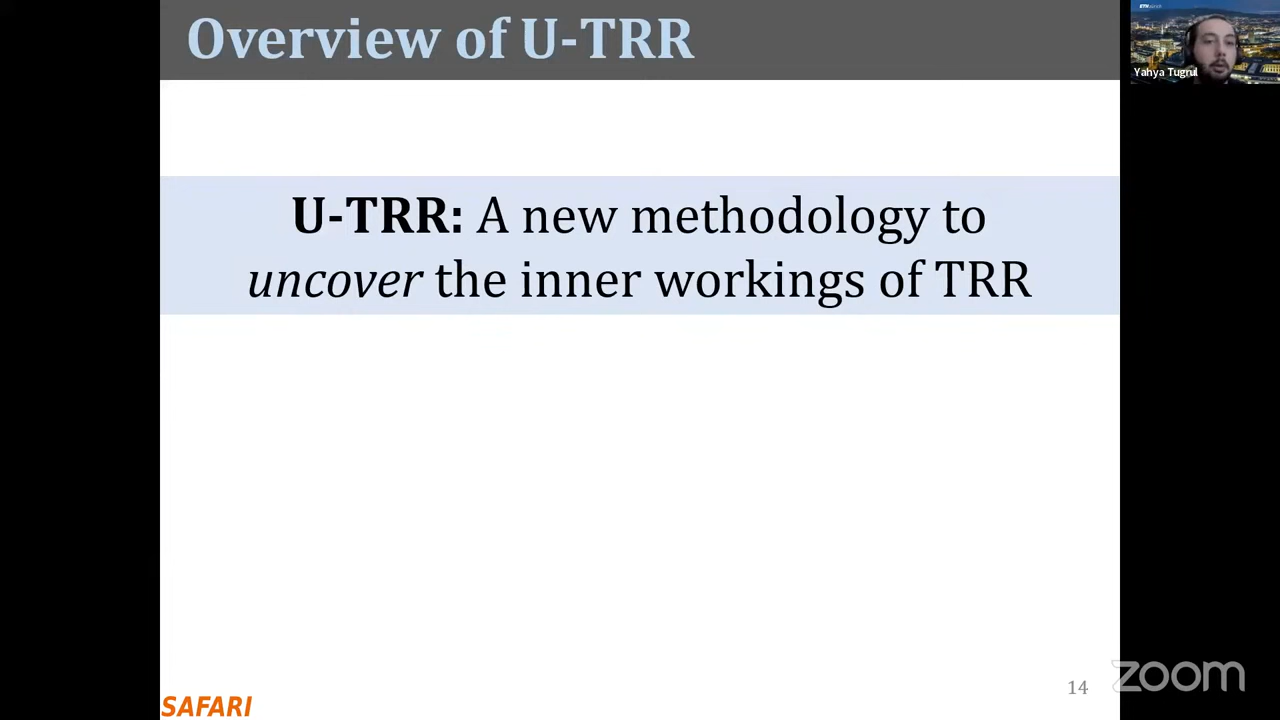 Overview of U-TRR
Yahya Tugrul
U-TRR: A new methodology to
uncover the inner workings of TRR
14
zoom
SAFARI